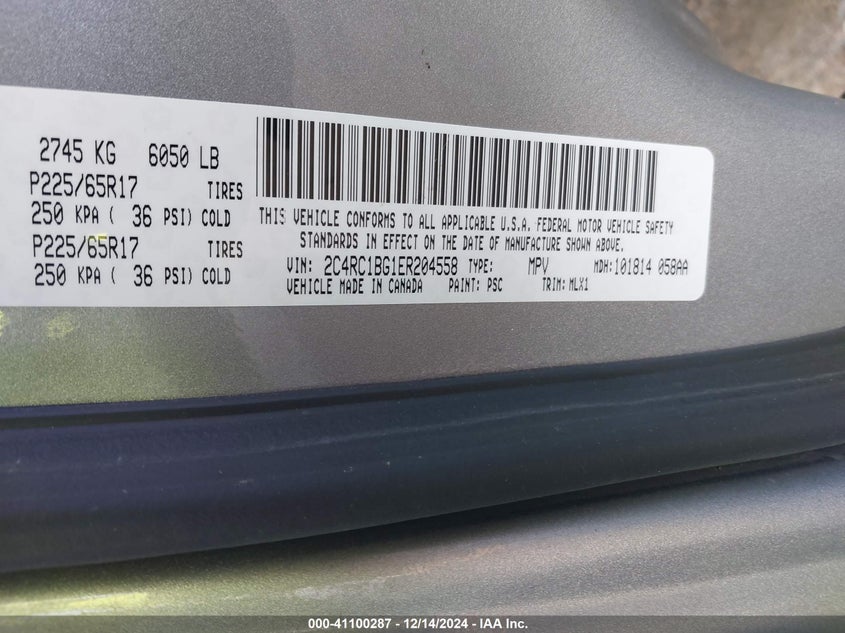 2745 KG 6050 LB
P225/65R17 TIRES
250 KPA ( 36 PSI) COLD
P225/65R17 TIRES
250 KPA ( 36 PSI) COLD
THIS VEHICLE CONFORMS TO ALL APPLICABLE U.S.A. FEDERAL MOTOR VEHICLE SAFETY
STANDARDS IN EFFECT ON THE DATE OF MANUFACTURE SHOWN ABOVE.
VIN: 2C4RC1BG1ER204558 TYPE: MPV MDH:101814 058AA
VEHICLE MADE IN CANADA PAINT: PSC TRIM: MLX1
000-41100287 - 12/14/2024 - IAA Inc.